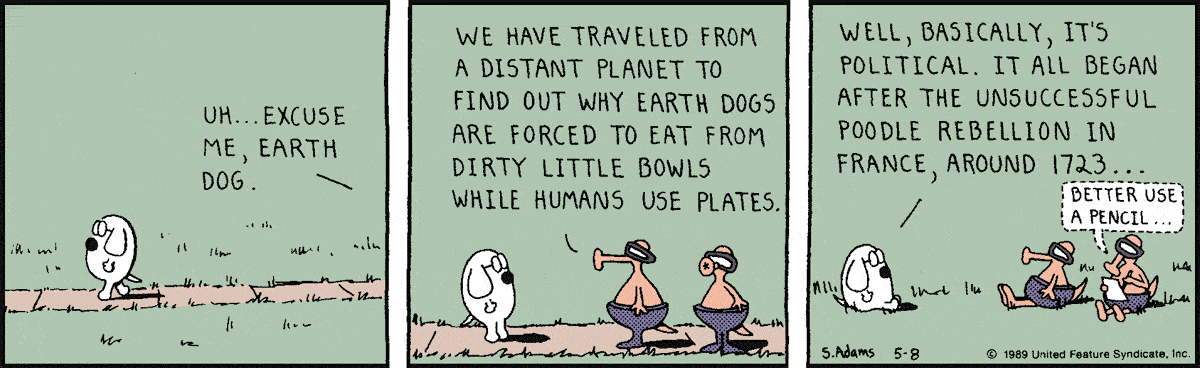 UH...EXCUSE
ME, EARTH
DOG.
WE HAVE TRAVELED FROM
A DISTANT PLANET TO
FIND OUT WHY EARTH DOGS
ARE FORCED TO EAT FROM
DIRTY LITTLE BOWLS
WHILE HUMANS USE PLATES.
WELL, BASICALLY, IT'S
POLITICAL. IT ALL BEGAN
AFTER THE UNSUCCESSFUL
POODLE REBELLION IN
FRANCE, AROUND 1723...
BETTER USE
A PENCIL...
S.Adams 5-8
© 1989 United Feature Syndicate, Inc.